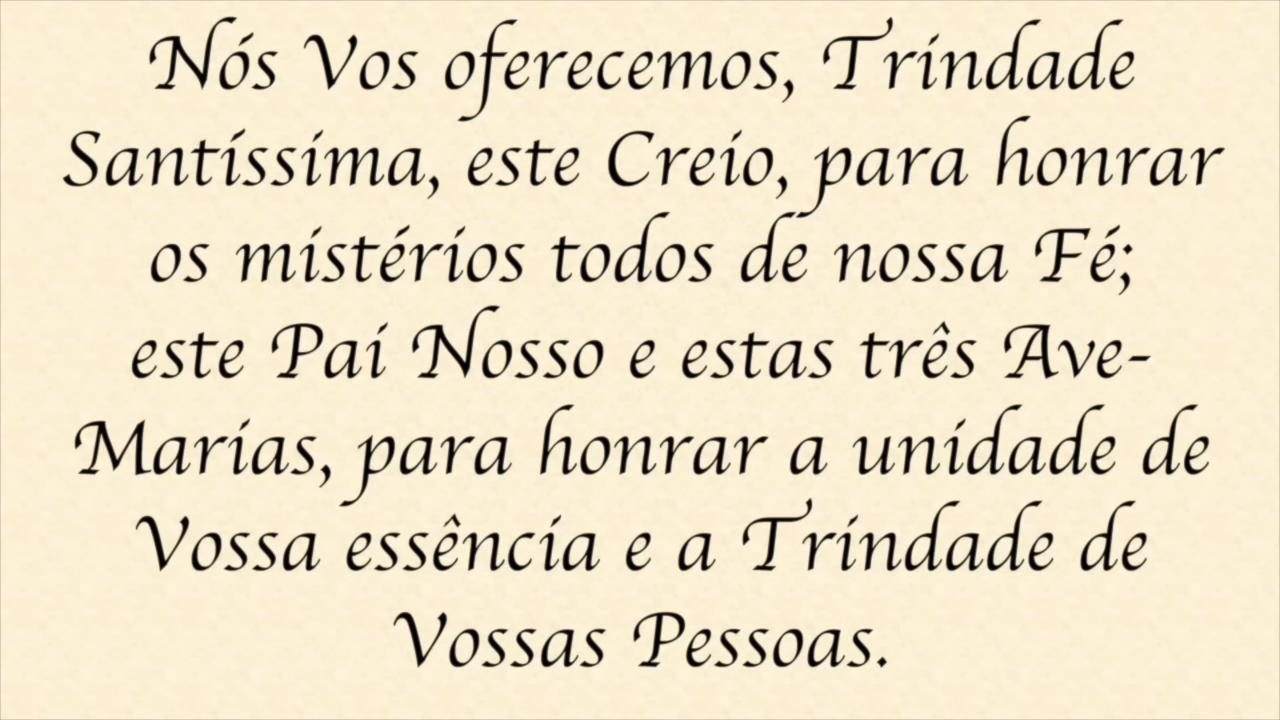 Nós Vos oferecemos, Trindade
Santíssima, este Creio, para honrar
os mistérios todos de nossa Fé;
este Pai Nosso e estas três Ave-
Marias, para honrar a unidade de
Vossa essência e a Trindade de
Vossas Pessoas.